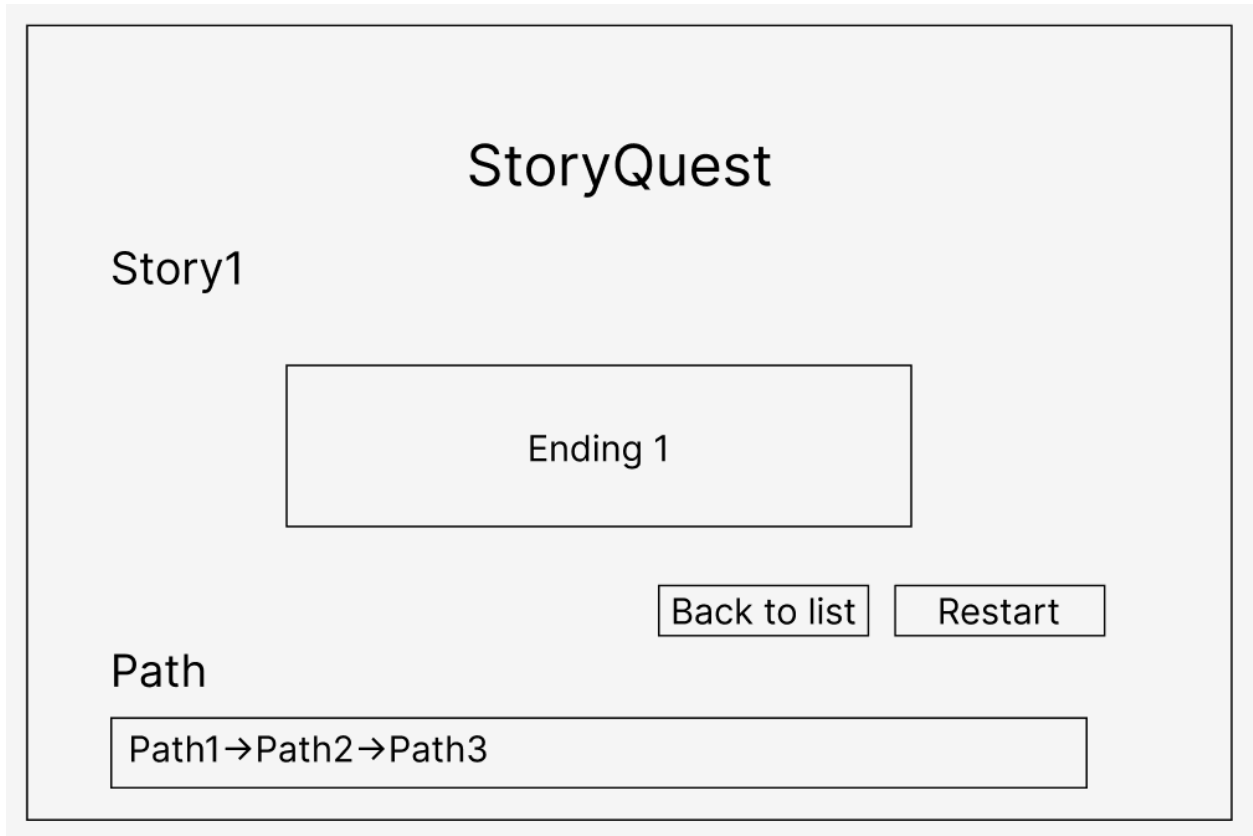 StoryQuest
Story1
Ending 1
Back to list
Restart
Path
Path1→Path2→Path3